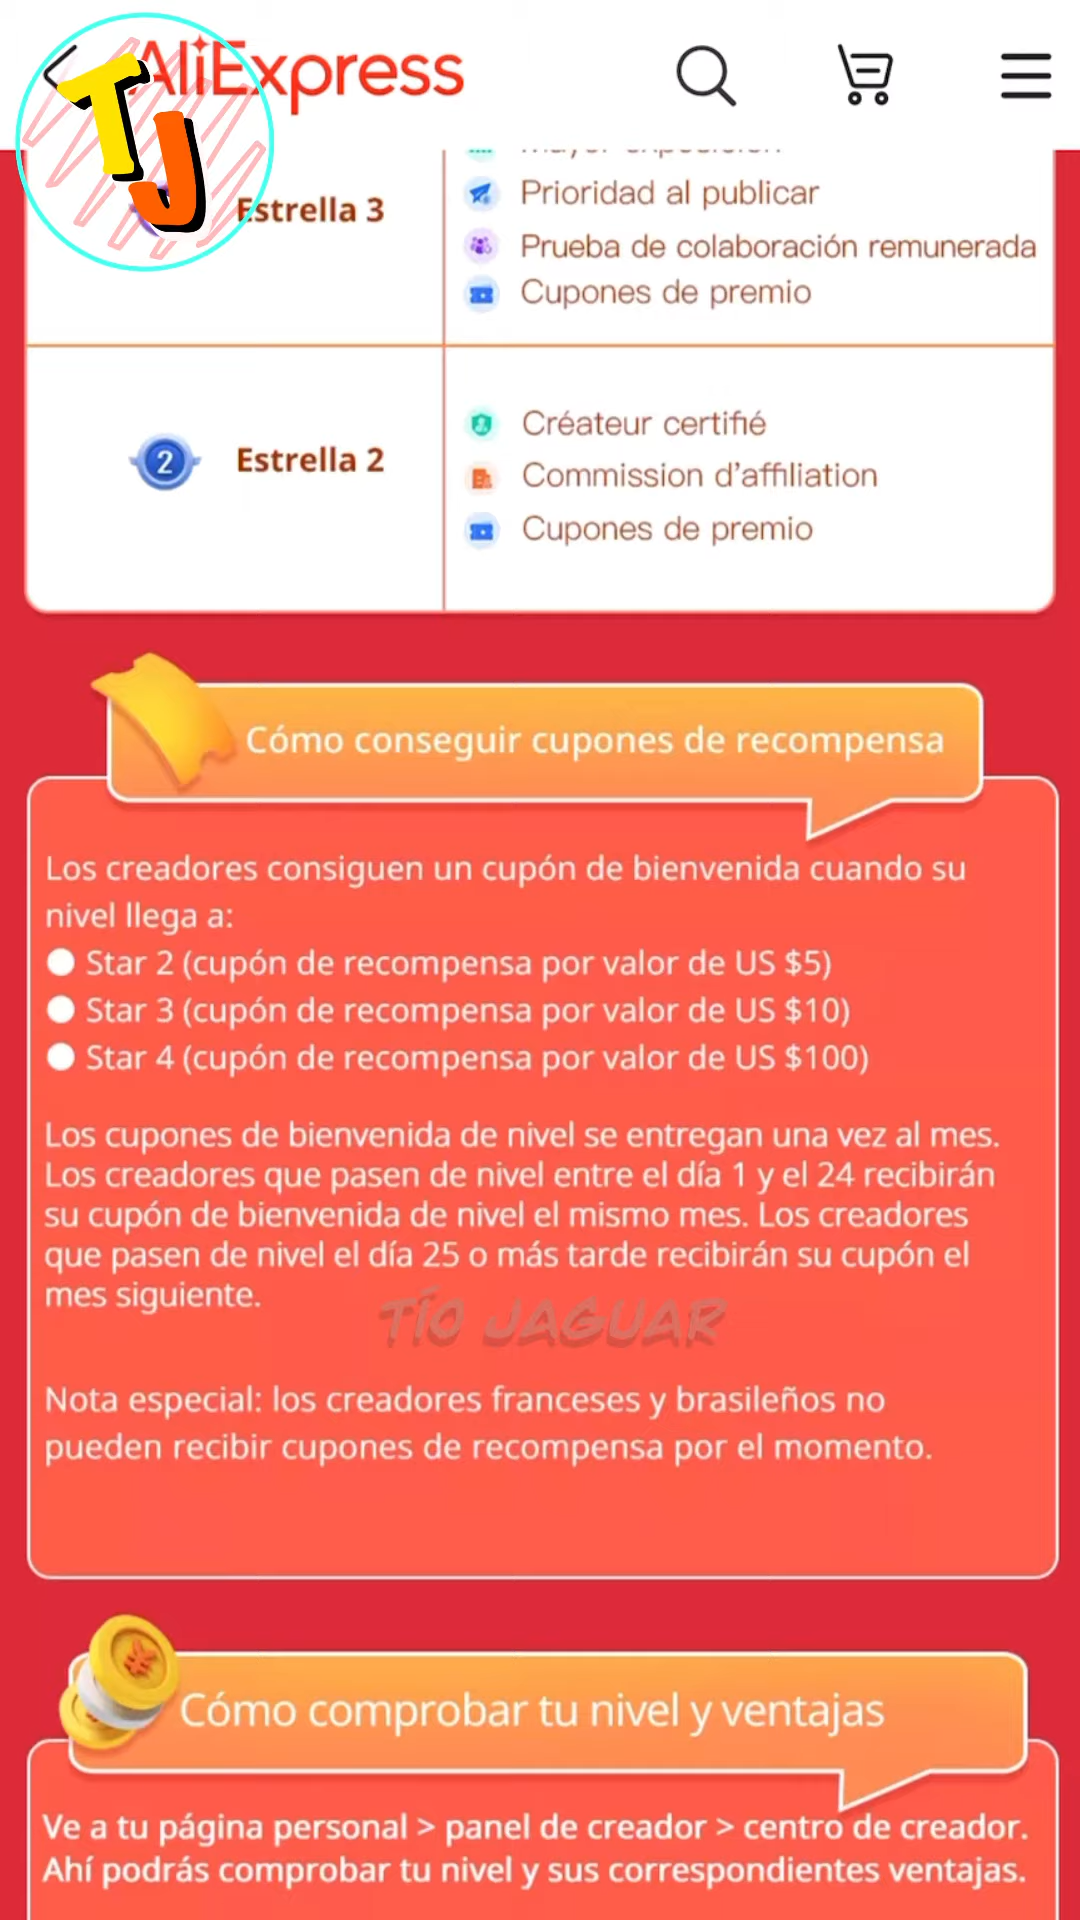 AliExpress
TJ
Estrella 3
Prioridad al publicar
Prueba de colaboración remunerada
Cupones de premio
2
Estrella 2
Créateur certifié
Commission d'affiliation
Cupones de premio
Cómo conseguir cupones de recompensa
Los creadores consiguen un cupón de bienvenida cuando su
nivel llega a:
● Star 2 (cupón de recompensa por valor de US $5)
● Star 3 (cupón de recompensa por valor de US $10)
● Star 4 (cupón de recompensa por valor de US $100)
Los cupones de bienvenida de nivel se entregan una vez al mes.
Los creadores que pasen de nivel entre el día 1 y el 24 recibirán
su cupón de bienvenida de nivel el mismo mes. Los creadores
que pasen de nivel el día 25 o más tarde recibirán su cupón el
mes siguiente.
TÍO JAGUAR
Nota especial: los creadores franceses y brasileños no
pueden recibir cupones de recompensa por el momento.
Cómo comprobar tu nivel y ventajas
Ve a tu página personal > panel de creador > centro de creador.
Ahí podrás comprobar tu nivel y sus correspondientes ventajas.